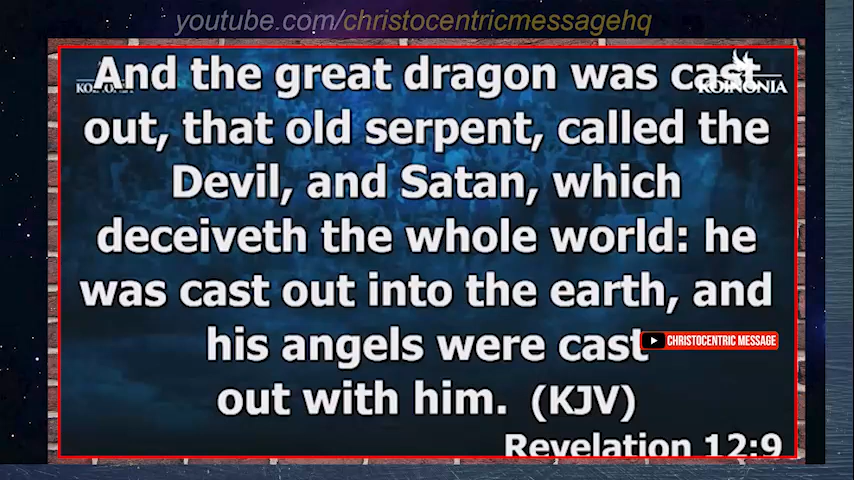 youtube.com/christocentricmessagehq
And the great dragon was cast
KOINONIA
out, that old serpent, called the
Devil, and Satan, which
deceiveth the whole world: he
was cast out into the earth, and
his angels were cast
CHRISTOCENTRIC MESSAGE
out with him. (KJV)
Revelation 12:9